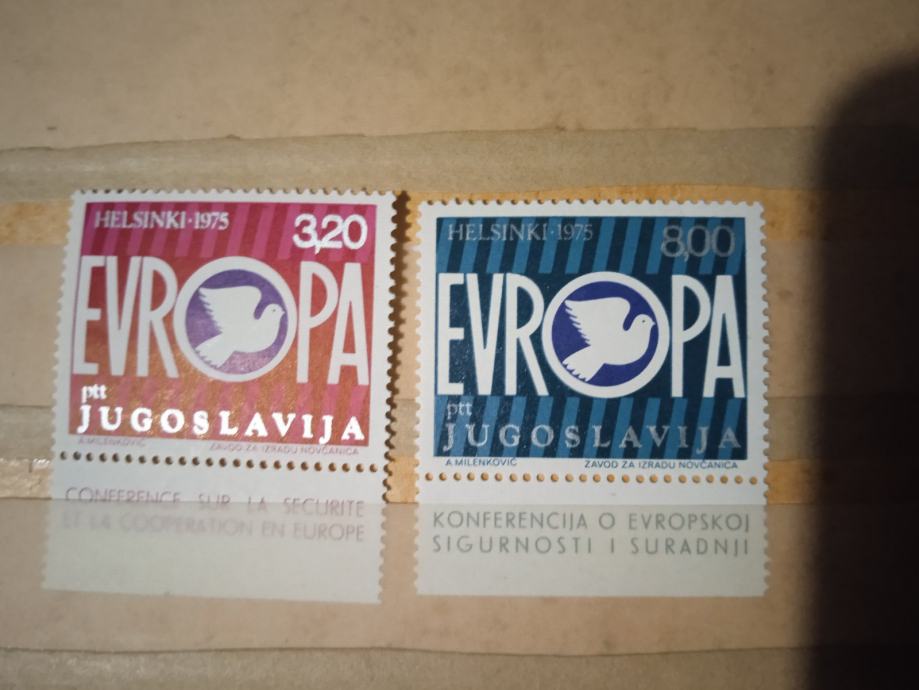 HELSINKI·1975 3,20
EVROPA
ptt
JUGOSLAVIJA
A.MILENKOVIĆ ZAVOD ZA IZRADU NOVČANICA
CONFERENCE SUR LA SECURITE
ET LA COOPERATION EN EUROPE
HELSINKI·1975 8,00
EVROPA
ptt
JUGOSLAVIJA
A MILENKOVIĆ ZAVOD ZA IZRADU NOVČANICA
KONFERENCIJA O EVROPSKOJ
SIGURNOSTI I SURADNJI